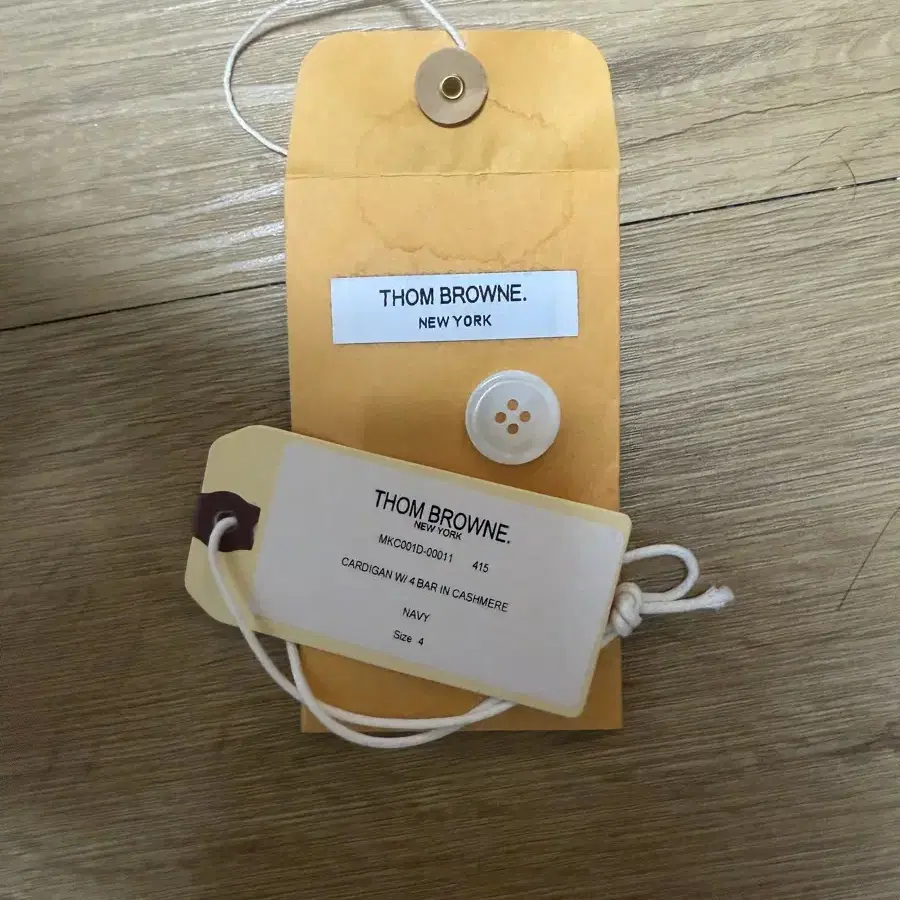 THOM BROWNE.
NEW YORK
THOM BROWNE.
NEW YORK
MKC001D-00011 415
CARDIGAN W/ 4 BAR IN CASHMERE
NAVY
Size 4